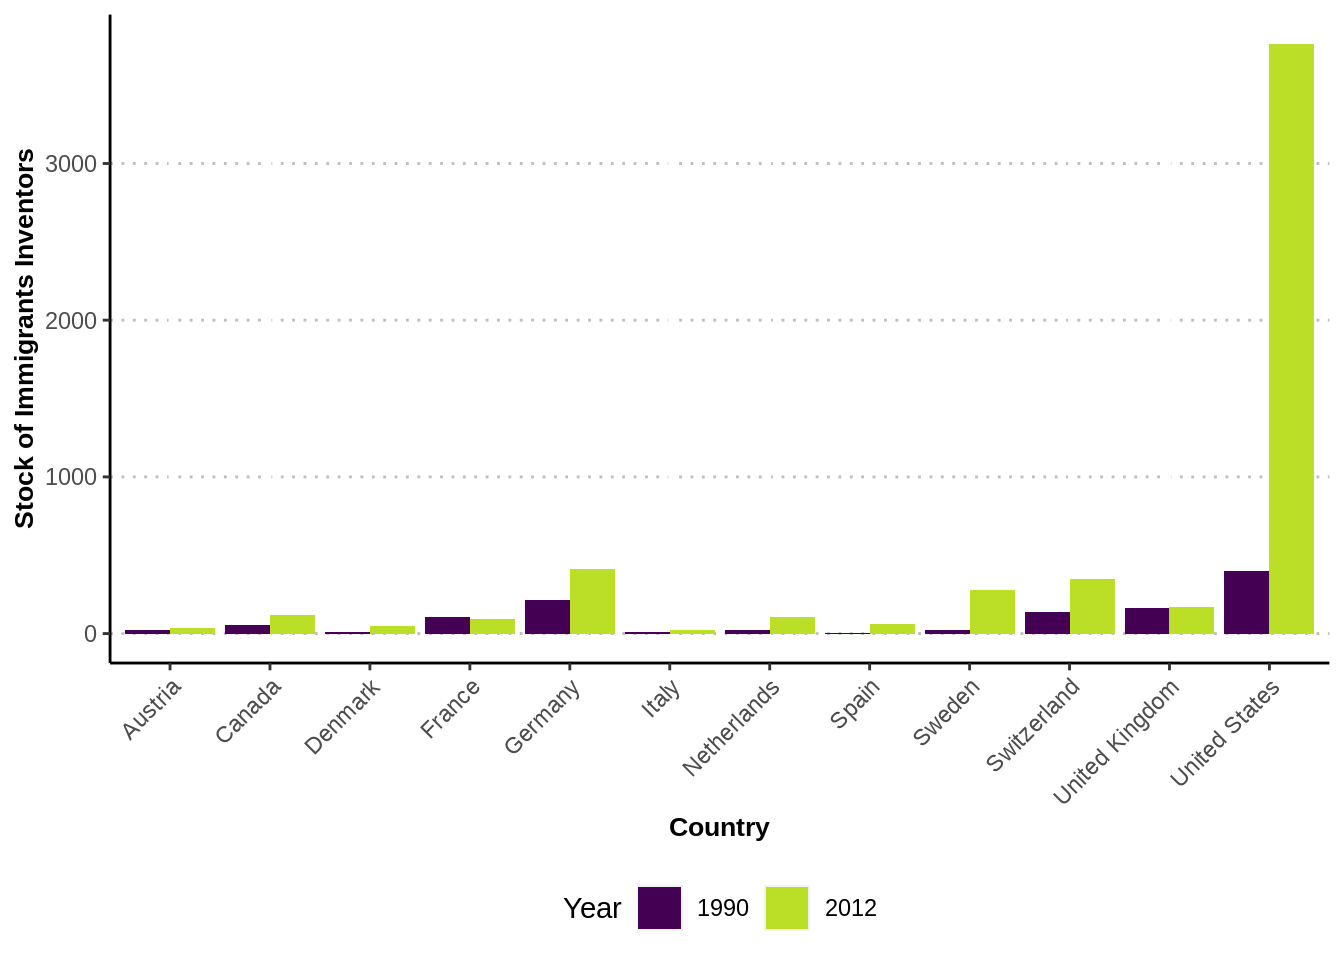 Stock of Immigrants Inventors
3000
2000
1000
0
Austria
Canada
Denmark
France
Germany
Italy
Netherlands
Spain
Sweden
Switzerland
United Kingdom
United States
Country
Year 1990 2012